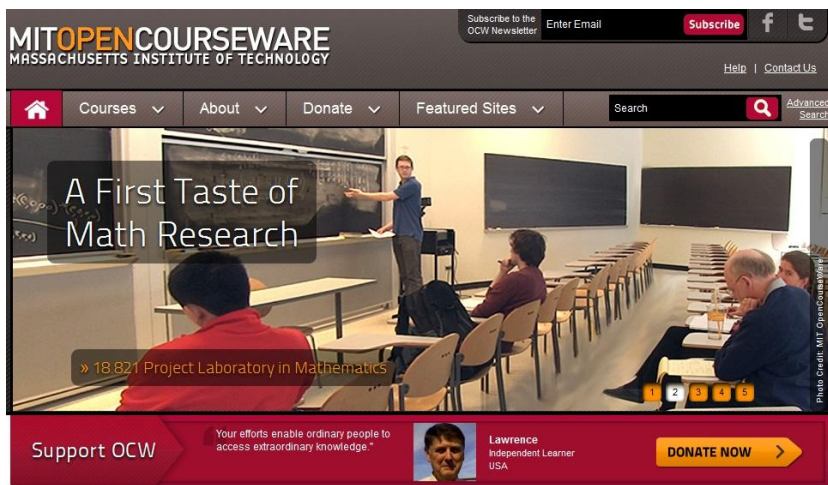 MITOPENCOURSEWARE
MASSACHUSETTS INSTITUTE OF TECHNOLOGY
Subscribe to the
OCW Newsletter
Enter Email
Subscribe
Help | Contact Us
Courses
About
Donate
Featured Sites
Search
Advanced
Search
A First Taste of
Math Research
» 18.821 Project Laboratory in Mathematics
1 2 3 4 5
Photo Credit: MIT OpenCourseWare
Support OCW
Your efforts enable ordinary people to
access extraordinary knowledge."
Lawrence
Independent Learner
USA
DONATE NOW